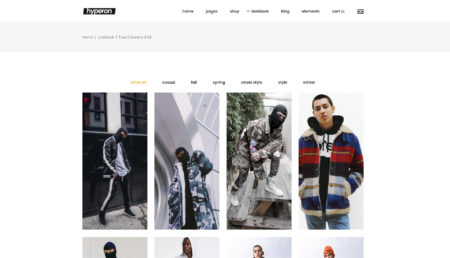 hyperon
home pages shop lookbook blog elements cart
Home / Lookbook / Four Columns Grid
show all casual fall spring street style style winter